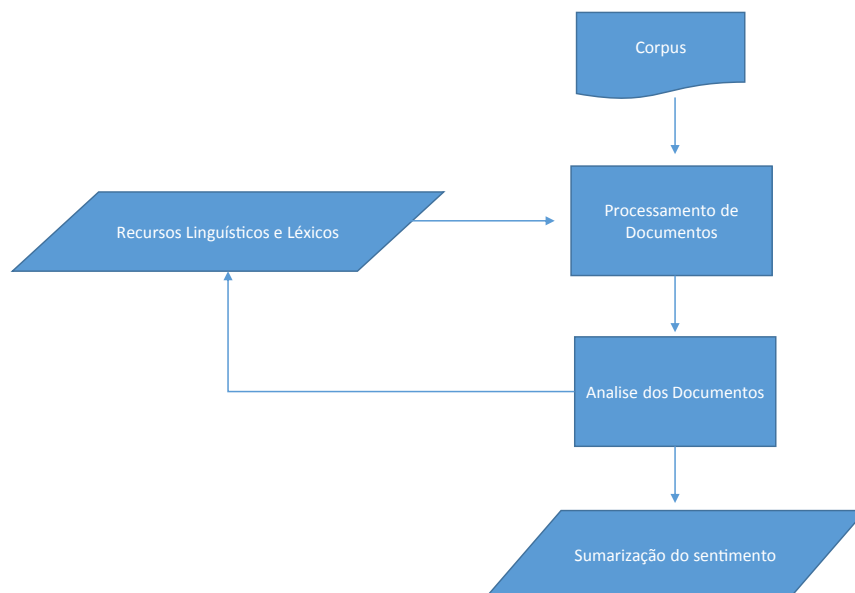 Corpus
Processamento de
Documentos
Recursos Linguísticos e Léxicos
Analise dos Documentos
Sumarização do sentimento